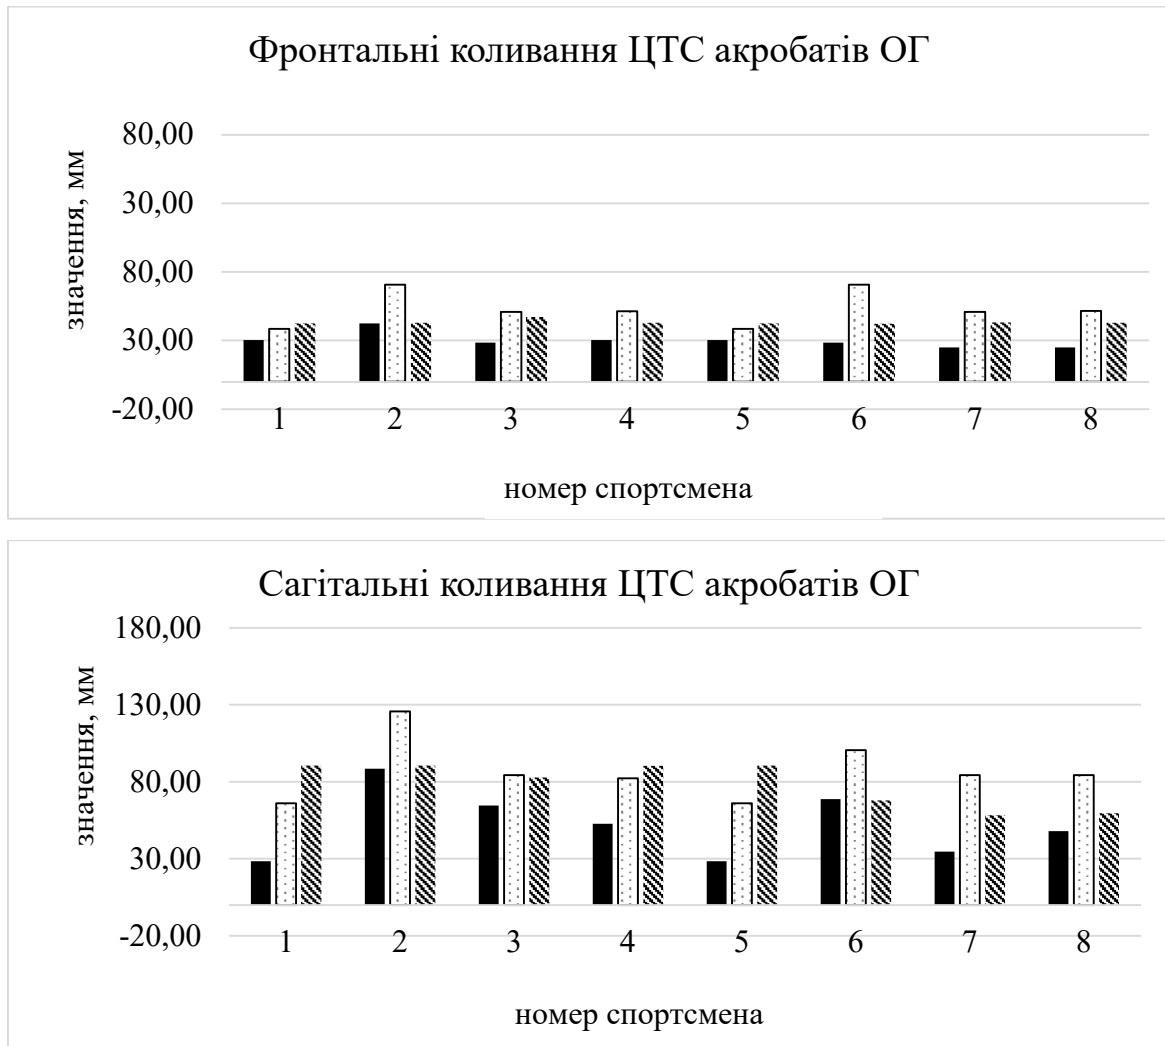 Фронтальні коливання ЦТС акробатів ОГ
80,00
30,00
80,00
30,00
-20,00
значення, мм
1 2 3 4 5 6 7 8
номер спортсмена
Сагітальні коливання ЦТС акробатів ОГ
180,00
130,00
80,00
30,00
-20,00
значення, мм
1 2 3 4 5 6 7 8
номер спортсмена